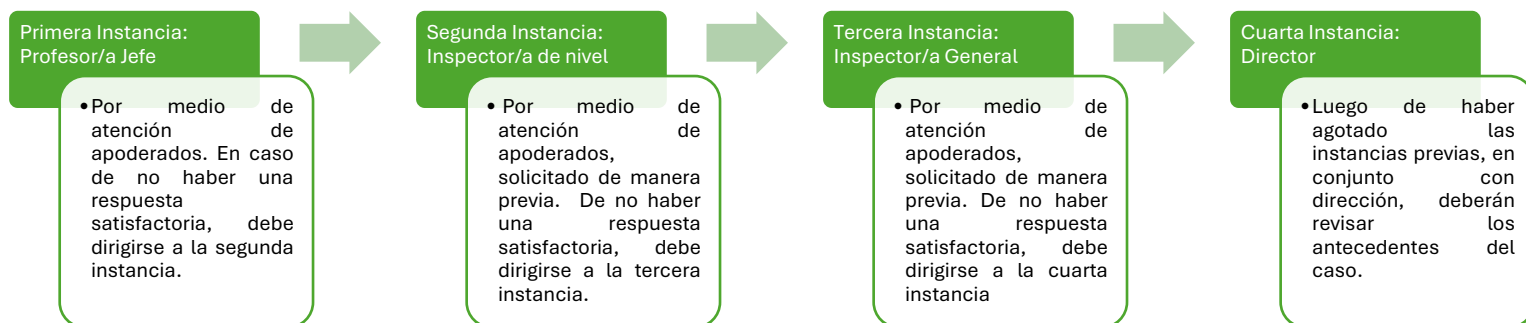 Primera Instancia:
Profesor/a Jefe
•Por medio de
atención de
apoderados. En caso
de no haber una
respuesta
satisfactoria, debe
dirigirse a la segunda
instancia.
Segunda Instancia:
Inspector/a de nivel
• Por medio de
atención de
apoderados,
solicitado de manera
previa. De no haber
una respuesta
satisfactoria, debe
dirigirse a la tercera
instancia.
Tercera Instancia:
Inspector/a General
• Por medio de
atención de
apoderados,
solicitado de manera
previa. De no haber
una respuesta
satisfactoria, debe
dirigirse a la cuarta
instancia
Cuarta Instancia:
Director
•Luego de haber
agotado las
instancias previas, en
conjunto con
dirección, deberán
revisar los
antecedentes del
caso.